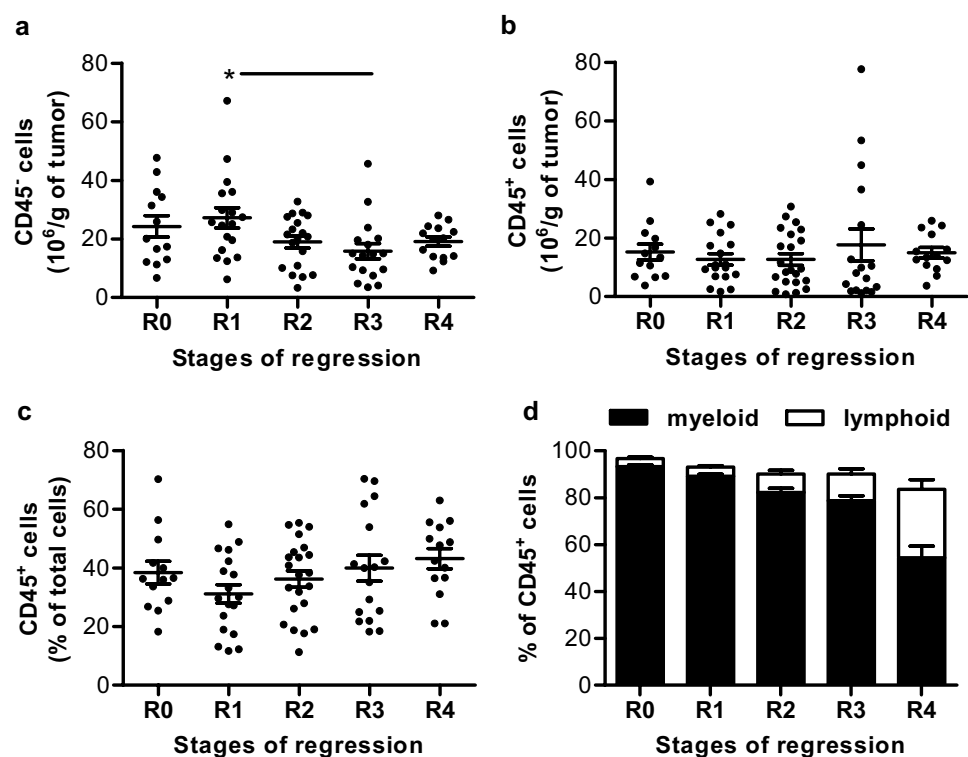 a
b
CD45⁻ cells
(10⁶/g of tumor)
80
60
40
20
0
*
R0 R1 R2 R3 R4
Stages of regression
CD45⁺ cells
(10⁶/g of tumor)
80
60
40
20
0
R0 R1 R2 R3 R4
Stages of regression
c
d
CD45⁺ cells
(% of total cells)
80
60
40
20
0
R0 R1 R2 R3 R4
Stages of regression
myeloid lymphoid
% of CD45⁺ cells
100
80
60
40
20
0
R0 R1 R2 R3 R4
Stages of regression